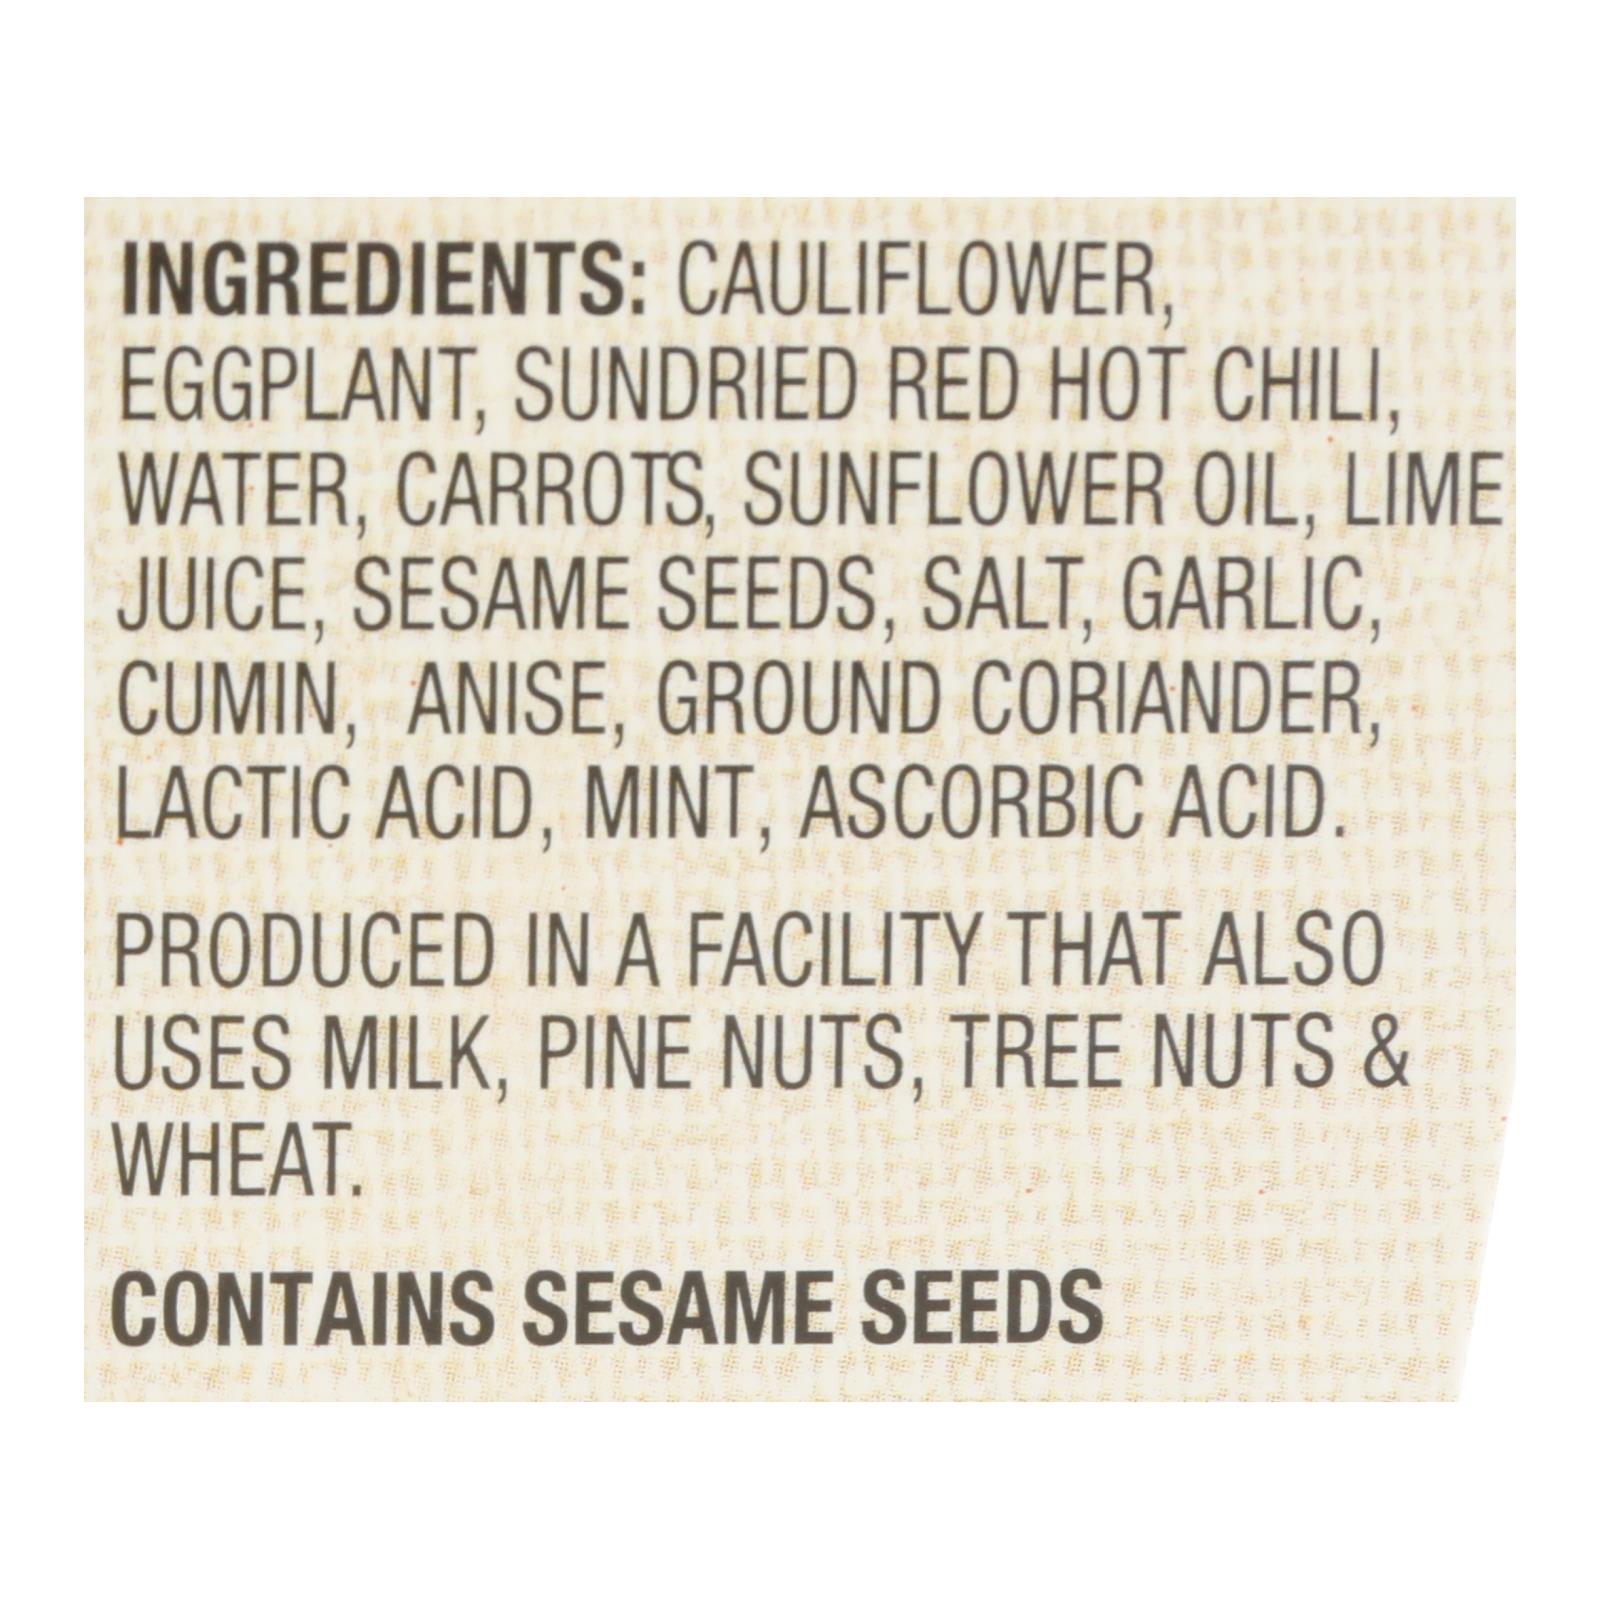 INGREDIENTS: CAULIFLOWER,
EGGPLANT, SUNDRIED RED HOT CHILI,
WATER, CARROTS, SUNFLOWER OIL, LIME
JUICE, SESAME SEEDS, SALT, GARLIC,
CUMIN, ANISE, GROUND CORIANDER,
LACTIC ACID, MINT, ASCORBIC ACID.
PRODUCED IN A FACILITY THAT ALSO
USES MILK, PINE NUTS, TREE NUTS &
WHEAT.
CONTAINS SESAME SEEDS